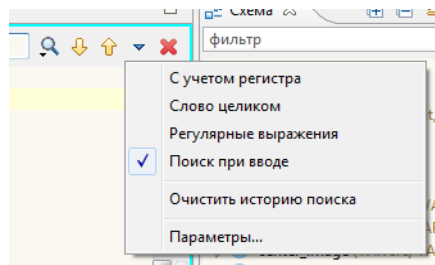 Схема
фильтр
С учетом регистра
Слово целиком
Регулярные выражения
Поиск при вводе
Очистить историю поиска
Параметры...